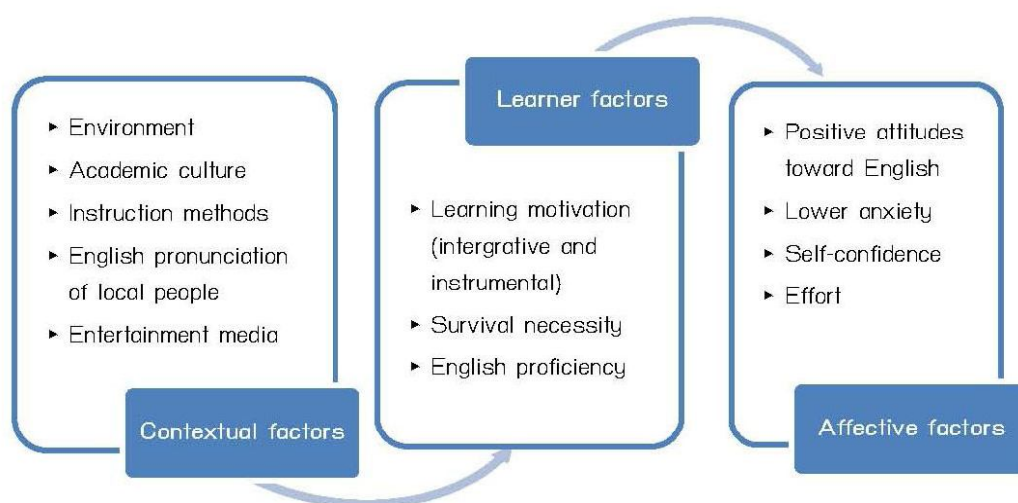 Environment
Academic culture
Instruction methods
English pronunciation
of local people
Entertainment media
Contextual factors
Learner factors
Learning motivation
(intergrative and
instrumental)
Survival necessity
English proficiency
Positive attitudes
toward English
Lower anxiety
Self-confidence
Effort
Affective factors